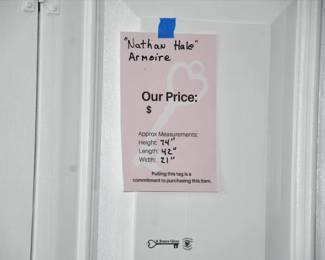 "Nathan Hale"
Armoire
Our Price:
$
Approx Measurements:
Height: 74"
Length: 42"
Width: 21"
Pulling this tag is a
commitment to purchasing this item.